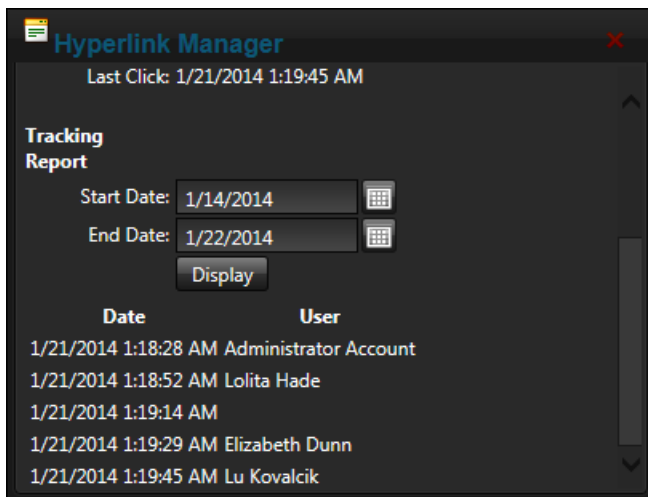 Hyperlink Manager
Last Click: 1/21/2014 1:19:45 AM
Tracking
Report
Start Date: 1/14/2014
End Date: 1/22/2014
Display
Date User
1/21/2014 1:18:28 AM Administrator Account
1/21/2014 1:18:52 AM Lolita Hade
1/21/2014 1:19:14 AM
1/21/2014 1:19:29 AM Elizabeth Dunn
1/21/2014 1:19:45 AM Lu Kovalcik